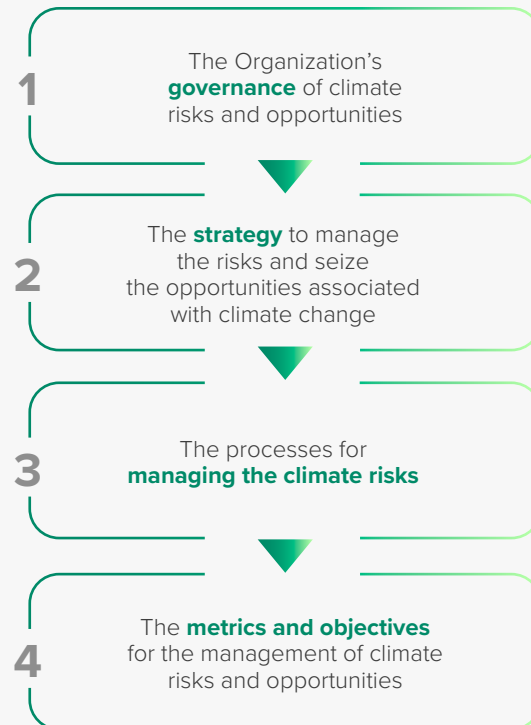 1
The Organization's
governance of climate
risks and opportunities
2
The strategy to manage
the risks and seize
the opportunities associated
with climate change
3
The processes for
managing the climate risks
4
The metrics and objectives
for the management of climate
risks and opportunities